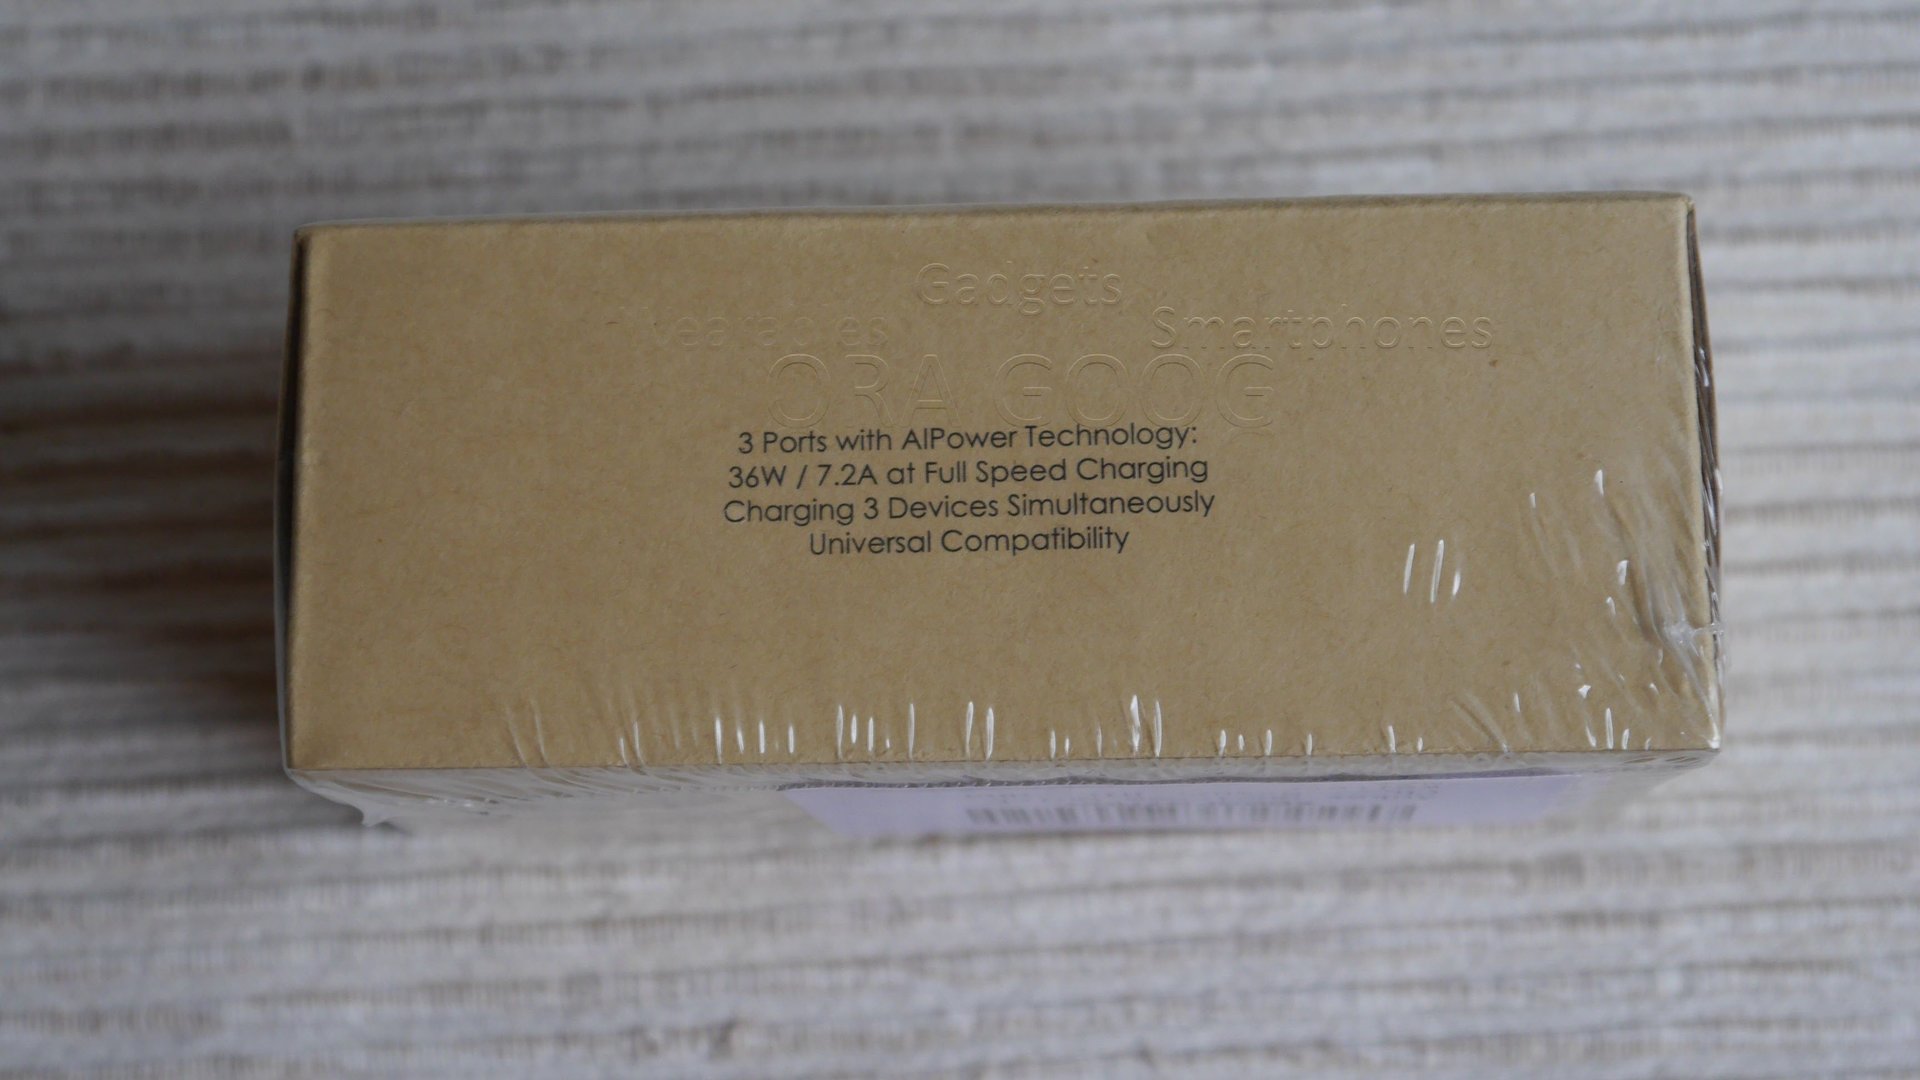 Gadgets
Wearables Smartphones
ORA GOOG
3 Ports with AIPower Technology:
36W / 7.2A at Full Speed Charging
Charging 3 Devices Simultaneously
Universal Compatibility